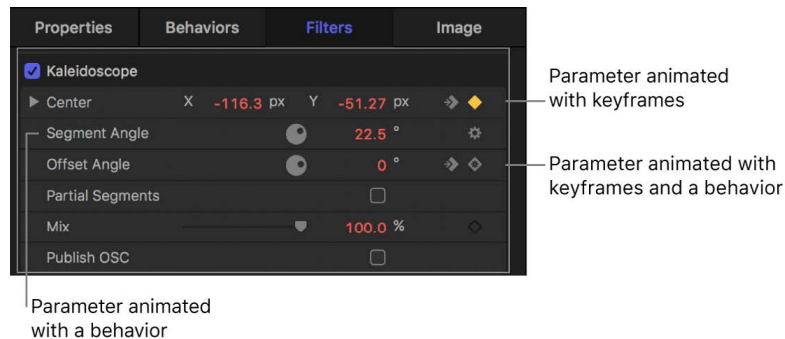 Properties Behaviors Filters Image
Kaleidoscope
Center X -116.3 px Y -51.27 px
Segment Angle 22.5 °
Offset Angle 0 °
Partial Segments
Mix 100.0 %
Publish OSC
Parameter animated
with keyframes
Parameter animated with
keyframes and a behavior
Parameter animated
with a behavior